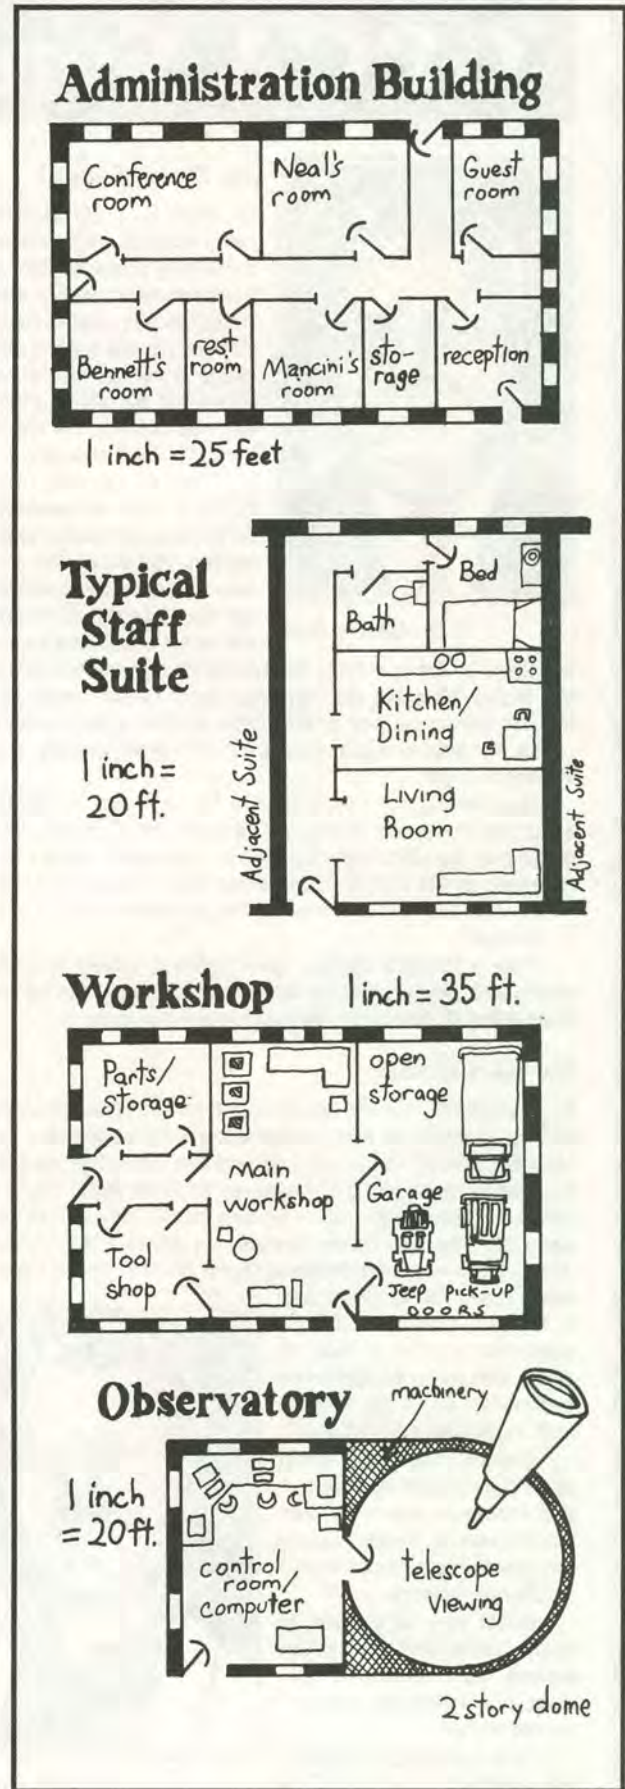 Administration Building
Conference
room
Neal's
room
Guest
room
Bennett's
room
rest
room
Mancini's
room
sto-
rage
reception
1 inch = 25 feet
Typical
Staff
Suite
1 inch =
20 ft.
Adjacent Suite
Bed
Bath
Kitchen/
Dining
Living
Room
Adjacent Suite
Workshop
1 inch = 35 ft.
Parts/
storage
main
workshop
open
storage
Garage
Tool
shop
Jeep
Pick-up
DOORS
Observatory
machinery
1 inch
= 20 ft.
control
room/
computer
telescope
viewing
2 story dome